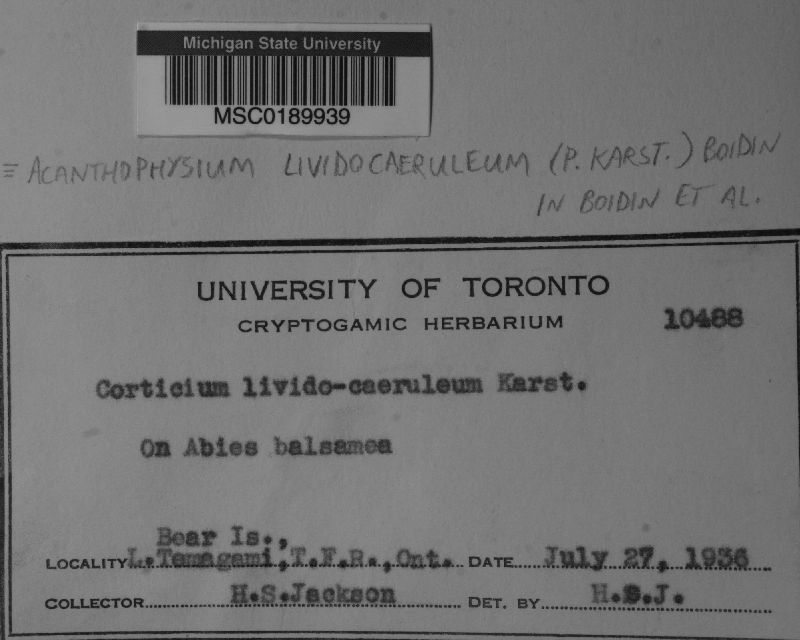 Michigan State University
MSC0189939
= ACANTHOPHYSIUM LIVIDOCAERULEUM (P. KARST.) BOIDIN
IN BOIDIN ET AL.
UNIVERSITY OF TORONTO
CRYPTOGAMIC HERBARIUM 10488
Corticium livido-caeruleum Karst.
On Abies balsamea
Bear Is.,
LOCALITY L. Temagami, T.F.R., Ont. DATE July 27, 1936
COLLECTOR H.S.Jackson DET. BY H.S.J.